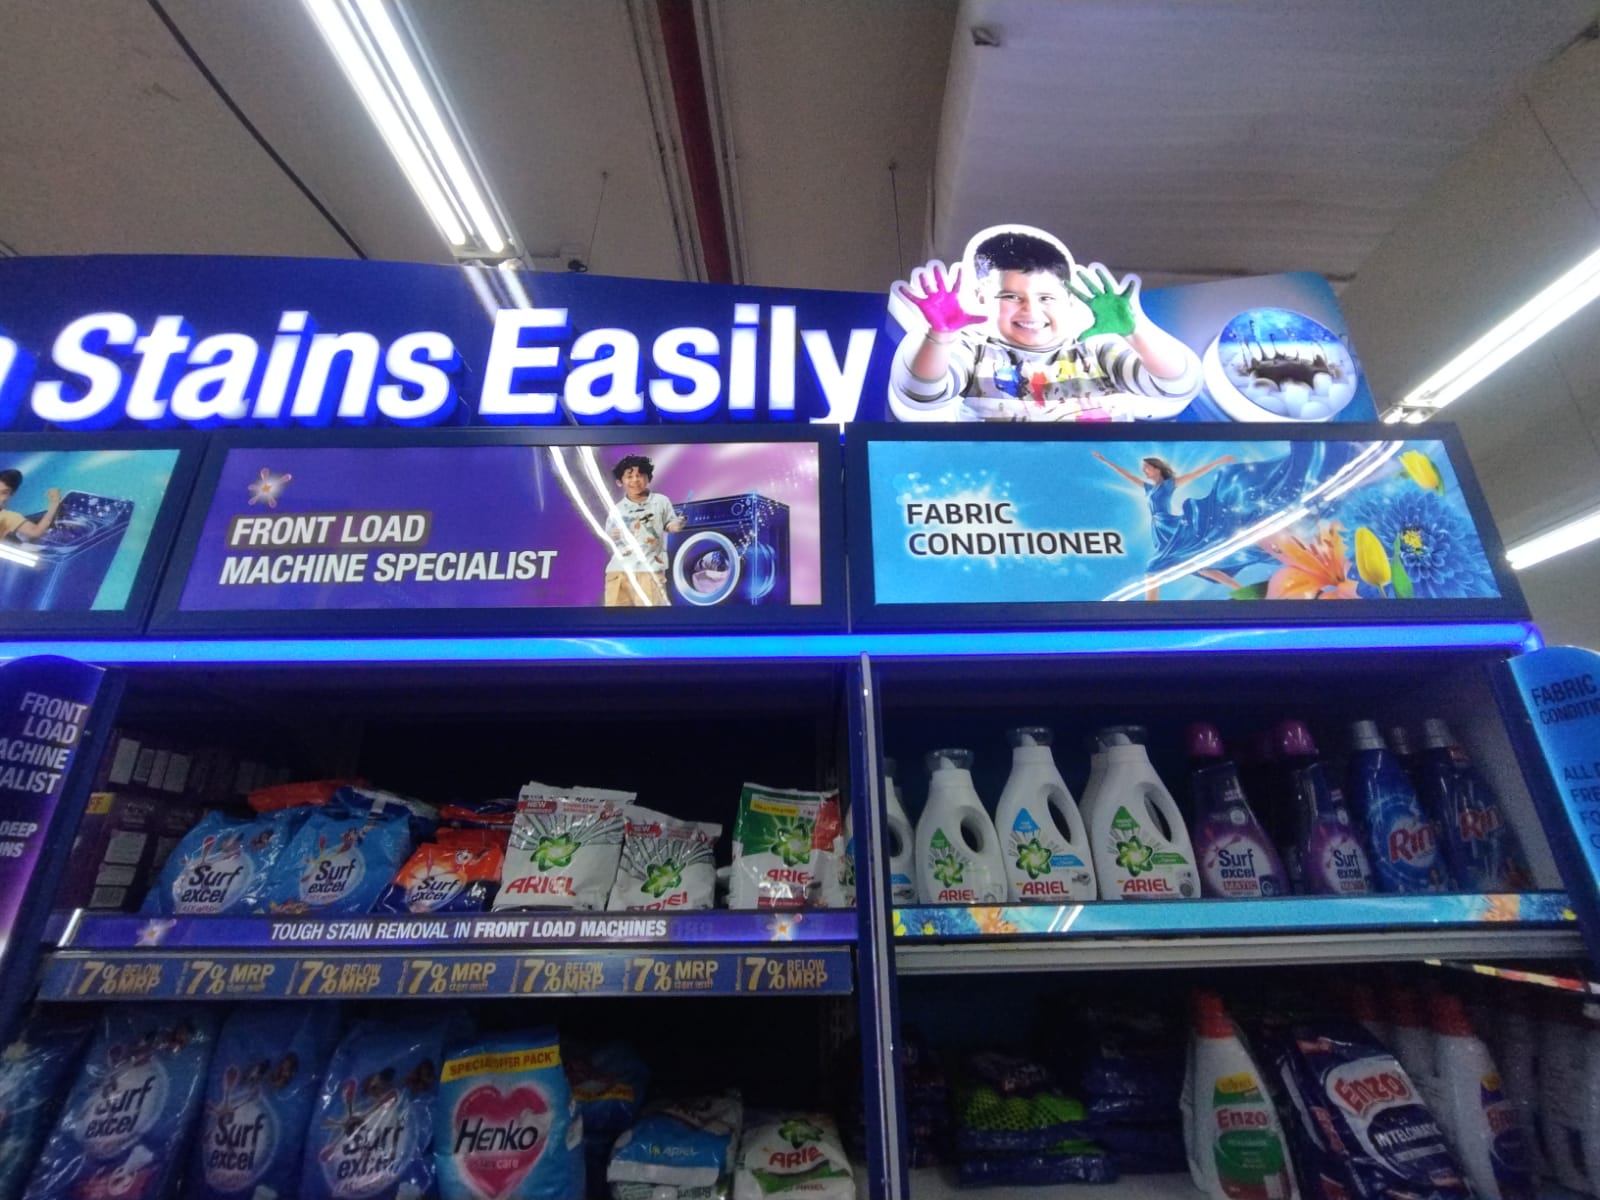 Stains Easily
FRONT LOAD
MACHINE SPECIALIST
FABRIC
CONDITIONER
FRONT
LOAD
DEEP
FABRIC
TOUGH STAIN REMOVAL IN FRONT LOAD MACHINES
7% BELOW MRP
7% MRP
7% BELOW MRP
7% MRP
7% BELOW MRP
7% MRP
7% BELOW MRP
Surf
excel
Surf
excel
Surf
excel
NEW
ARIEL
NEW
ARIEL
ARIEL
ARIEL
ARIEL
Surf
excel
MATIC
Surf
excel
Rin
Rin
Surf
excel
Surf
excel
Surf
excel
SPECIAL OFFER PACK
Henko
ARIEL
ARIEL
Enzo
Enzo